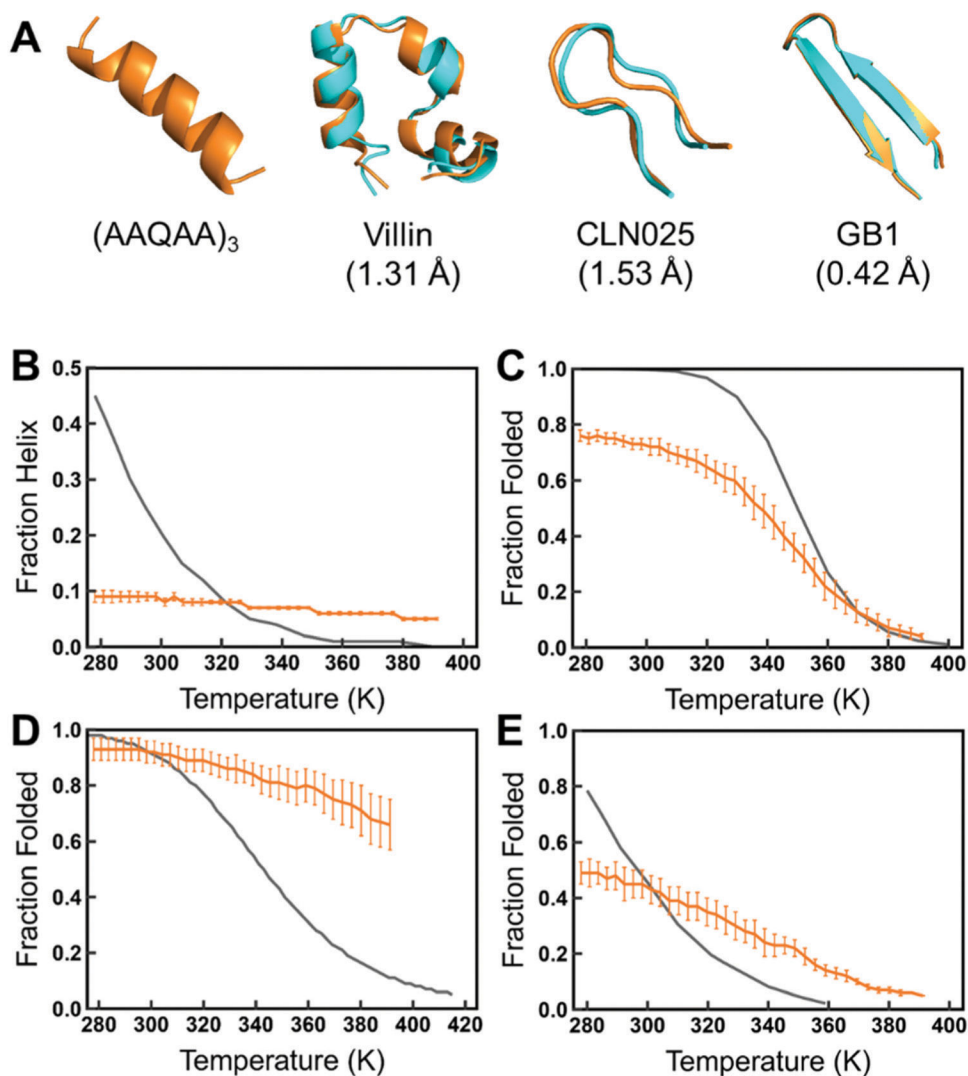 A
(AAQAA)3
Villin
(1.31 Å)
CLN025
(1.53 Å)
GB1
(0.42 Å)
B
Fraction Helix
0.5
0.4
0.3
0.2
0.1
0.0
280 300 320 340 360 380 400
Temperature (K)
C
Fraction Folded
1.0
0.8
0.6
0.4
0.2
0.0
280 300 320 340 360 380 400
Temperature (K)
D
Fraction Folded
1.0
0.8
0.6
0.4
0.2
0.0
280 300 320 340 360 380 400 420
Temperature (K)
E
Fraction Folded
1.0
0.8
0.6
0.4
0.2
0.0
280 300 320 340 360 380 400
Temperature (K)